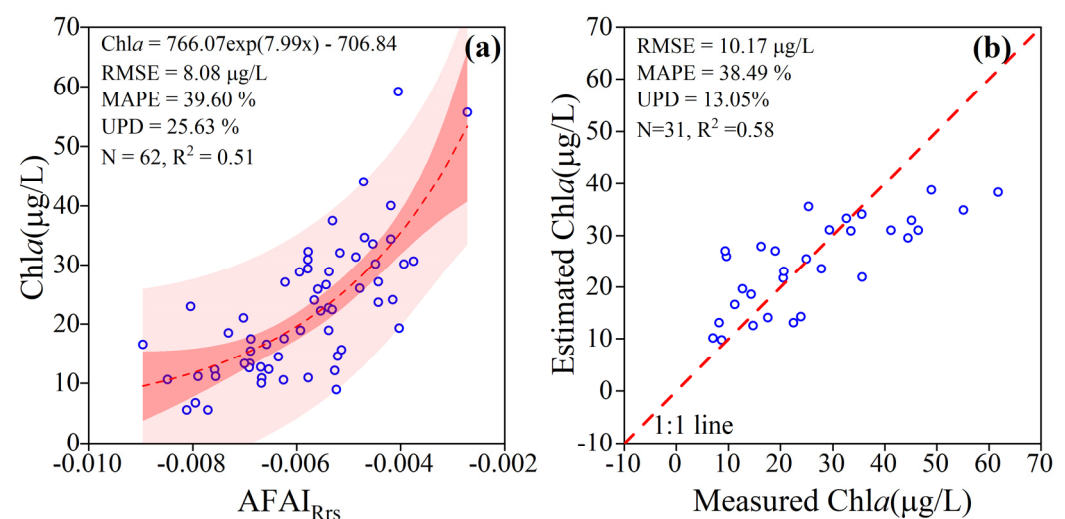 (a)
Chla = 766.07exp(7.99x) - 706.84
RMSE = 8.08 μg/L
MAPE = 39.60 %
UPD = 25.63 %
N = 62, R² = 0.51
70
60
50
40
30
20
10
0
Chla(μg/L)
-0.010 -0.008 -0.006 -0.004 -0.002
AFAI_Rrs
(b)
RMSE = 10.17 μg/L
MAPE = 38.49 %
UPD = 13.05%
N=31, R² =0.58
70
60
50
40
30
20
10
0
-10
Estimated Chla(μg/L)
1:1 line
-10 0 10 20 30 40 50 60 70
Measured Chla(μg/L)